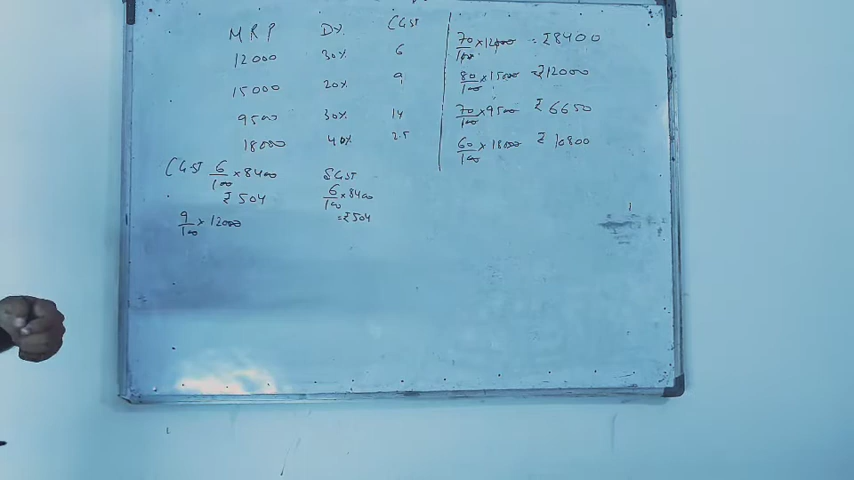 MRP D% CGST
12000 30% 6
15000 20% 9
9500 30% 14
18000 40% 2.5
70/100 × 12000 = ₹8400
80/100 × 15000 = ₹12000
70/100 × 9500 ₹6650
60/100 × 18000 ₹10800
CGST 6/100 × 8400
₹504
SGST
6/100 × 8400
= ₹504
9/100 × 12000